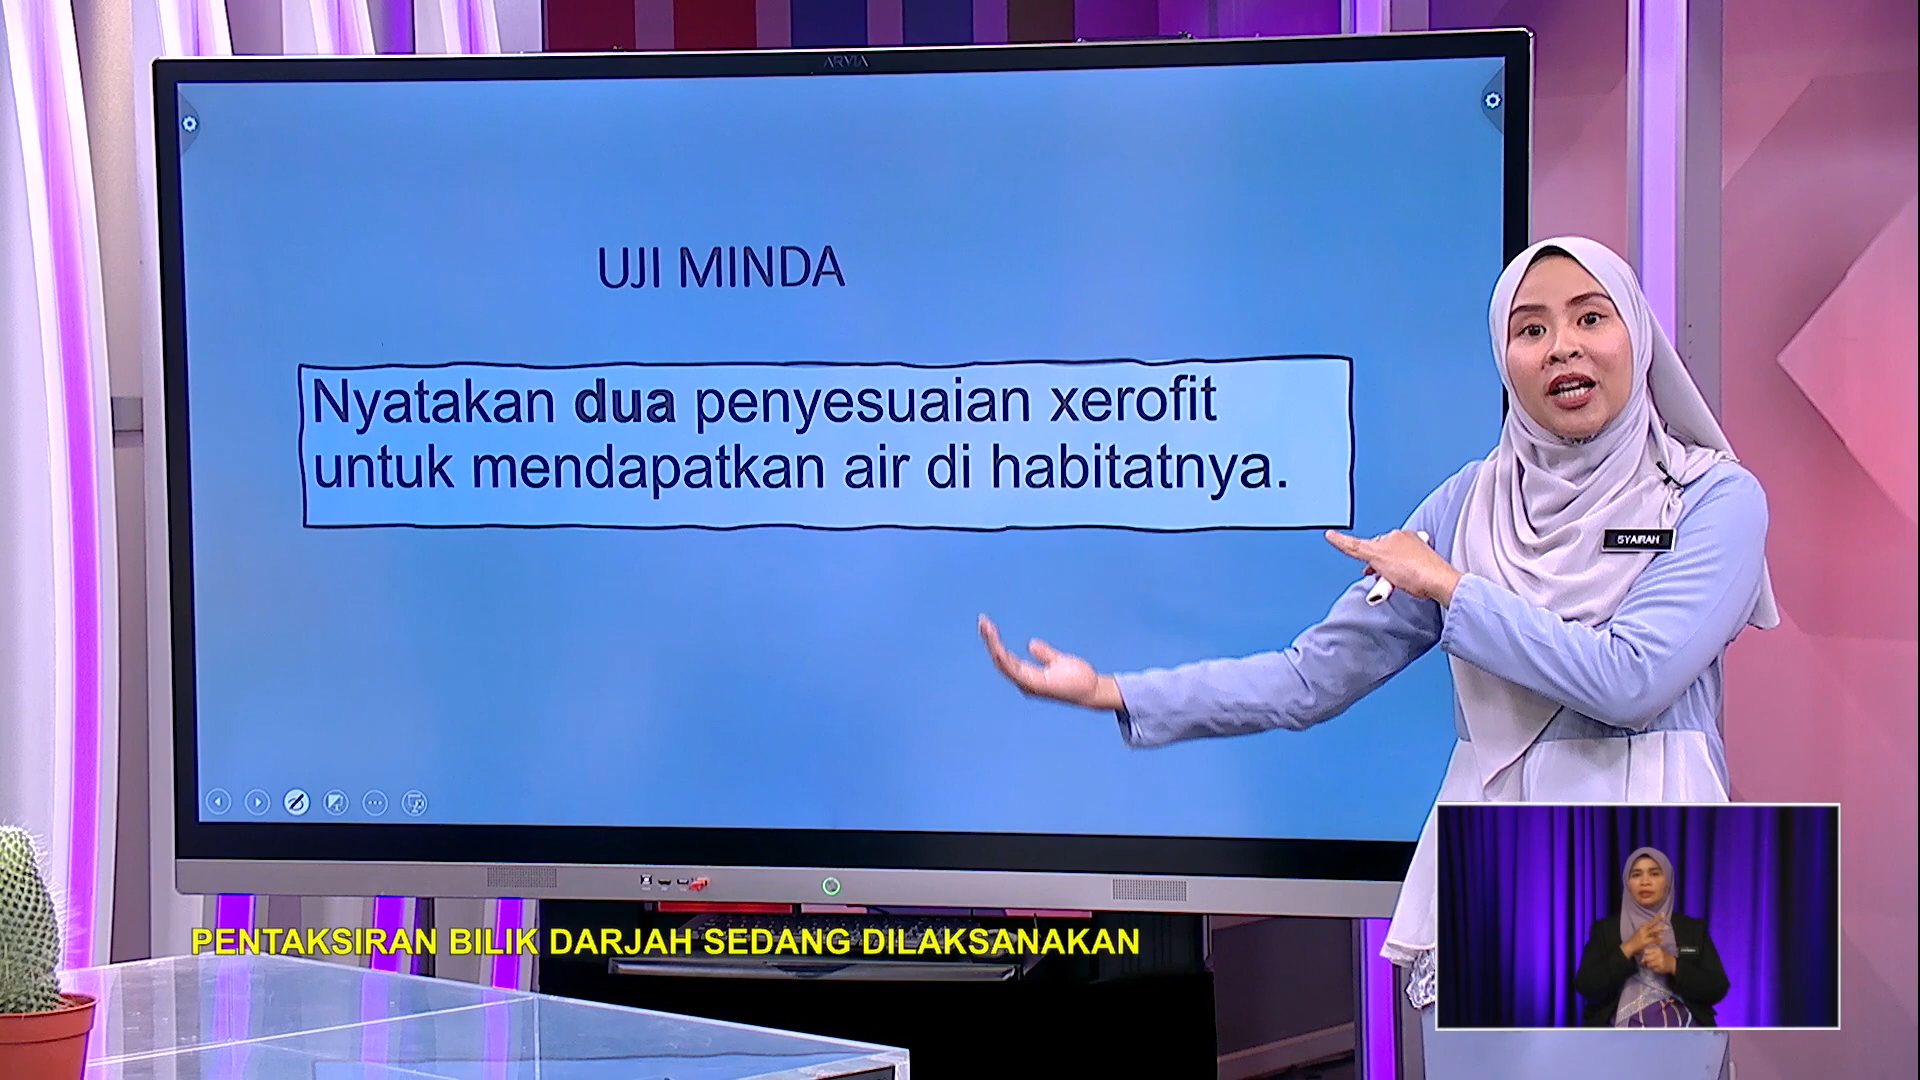 ARVIA
UJI MINDA
Nyatakan dua penyesuaian xerofit
untuk mendapatkan air di habitatnya.
SYAIRAH
PENTAKSIRAN BILIK DARJAH SEDANG DILAKSANAKAN